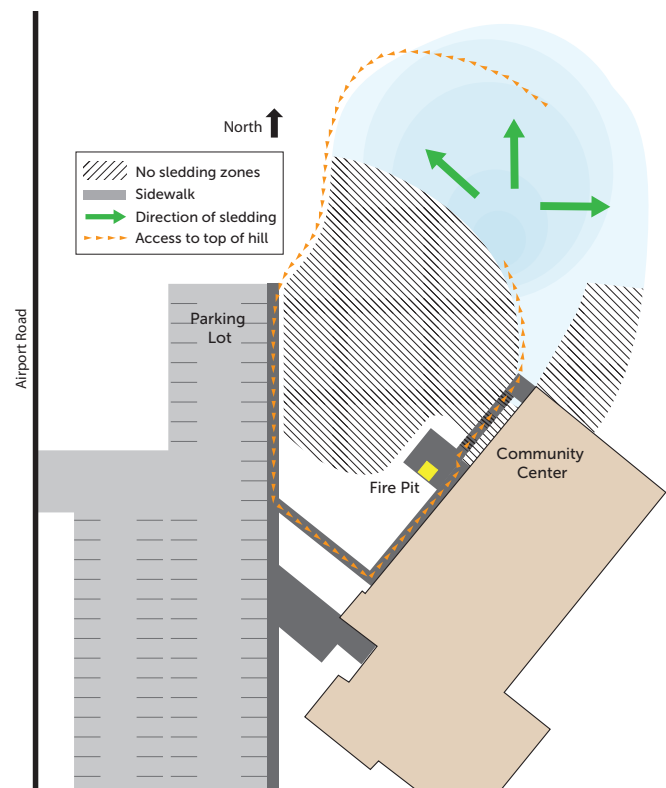 North
No sledding zones
Sidewalk
Direction of sledding
Access to top of hill
Parking
Lot
Airport Road
Community
Center
Fire Pit